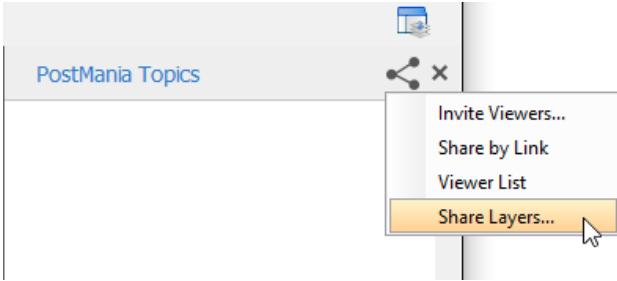 PostMania Topics
Invite Viewers...
Share by Link
Viewer List
Share Layers...